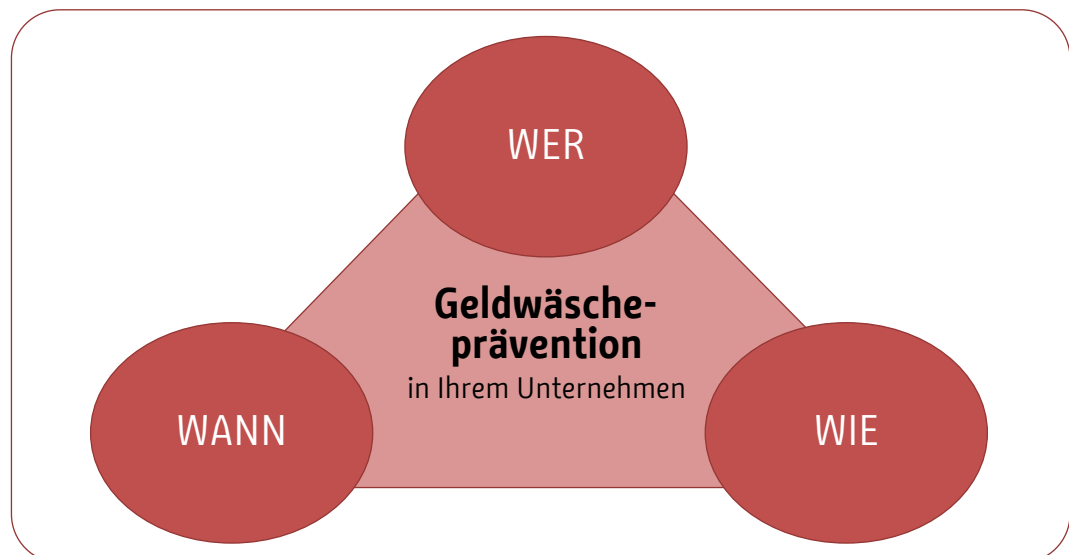 WER
Geldwäsche-
prävention
in Ihrem Unternehmen
WANN
WIE